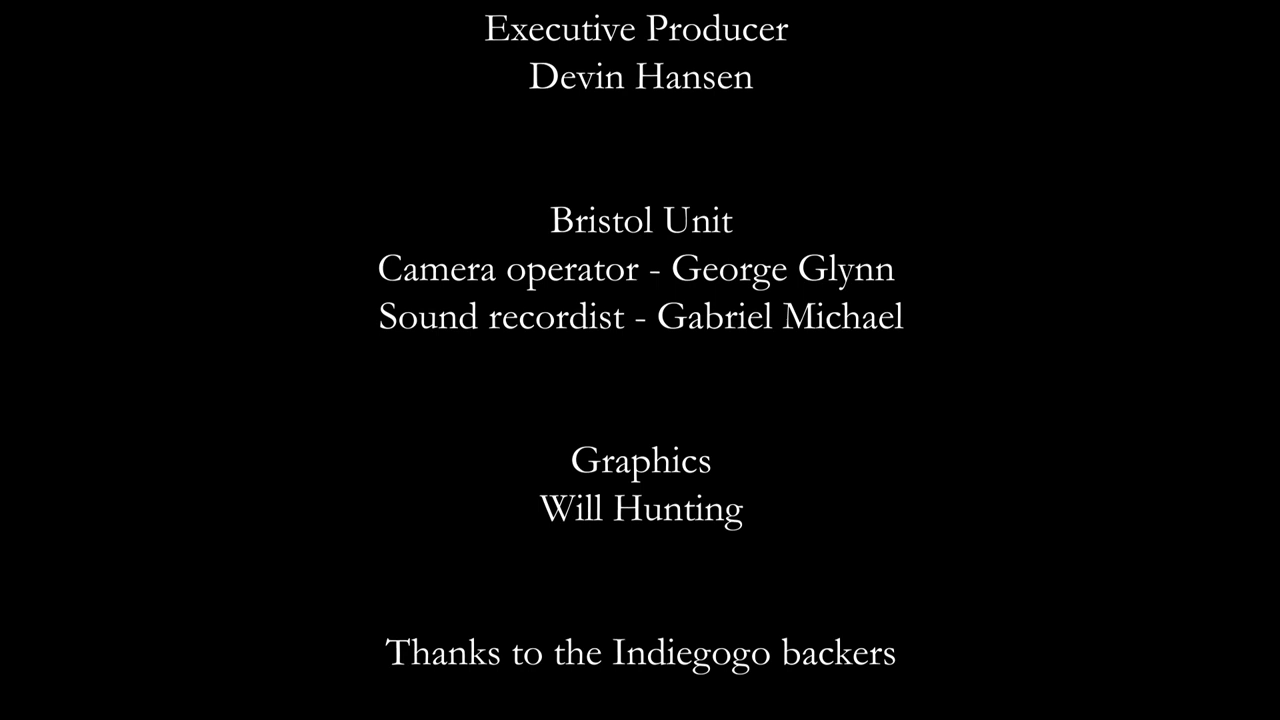 Executive Producer
Devin Hansen
Bristol Unit
Camera operator - George Glynn
Sound recordist - Gabriel Michael
Graphics
Will Hunting
Thanks to the Indiegogo backers